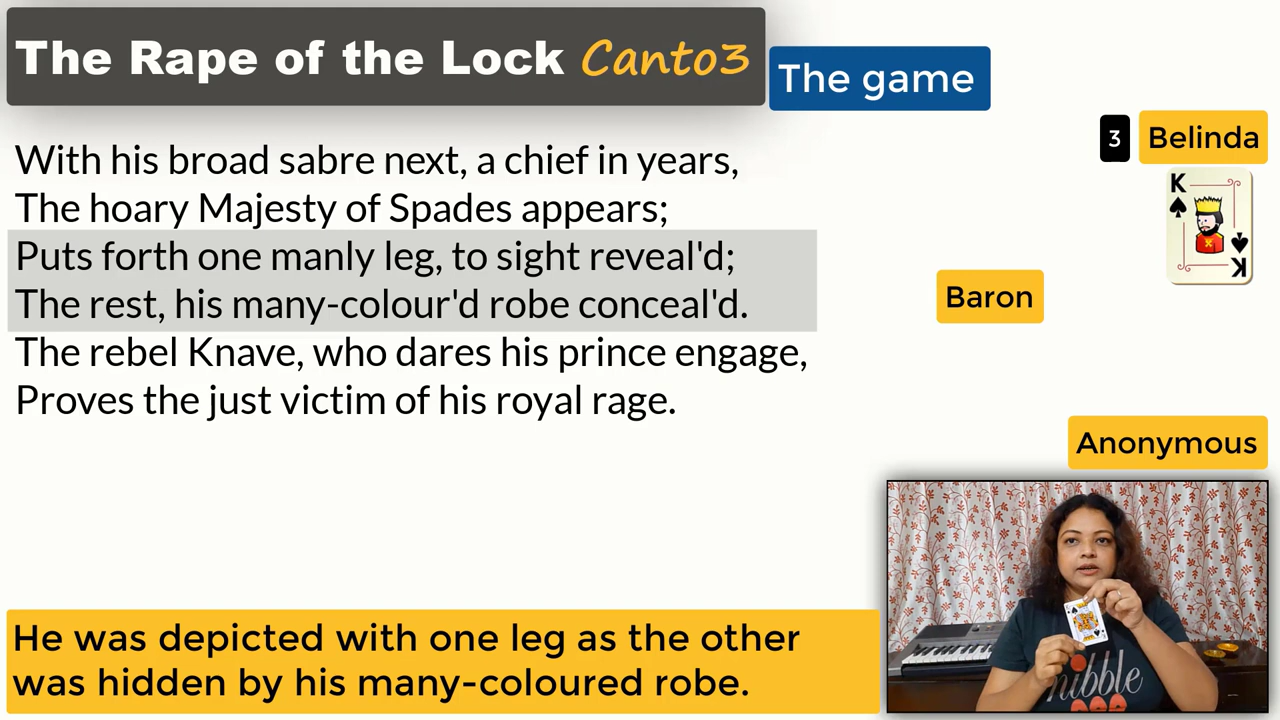 The Rape of the Lock Canto3
The game
3 Belinda
With his broad sabre next, a chief in years,
The hoary Majesty of Spades appears;
Puts forth one manly leg, to sight reveal'd;
The rest, his many-colour'd robe conceal'd.
The rebel Knave, who dares his prince engage,
Proves the just victim of his royal rage.
K
K
Baron
Anonymous
He was depicted with one leg as the other
was hidden by his many-coloured robe.
nibble